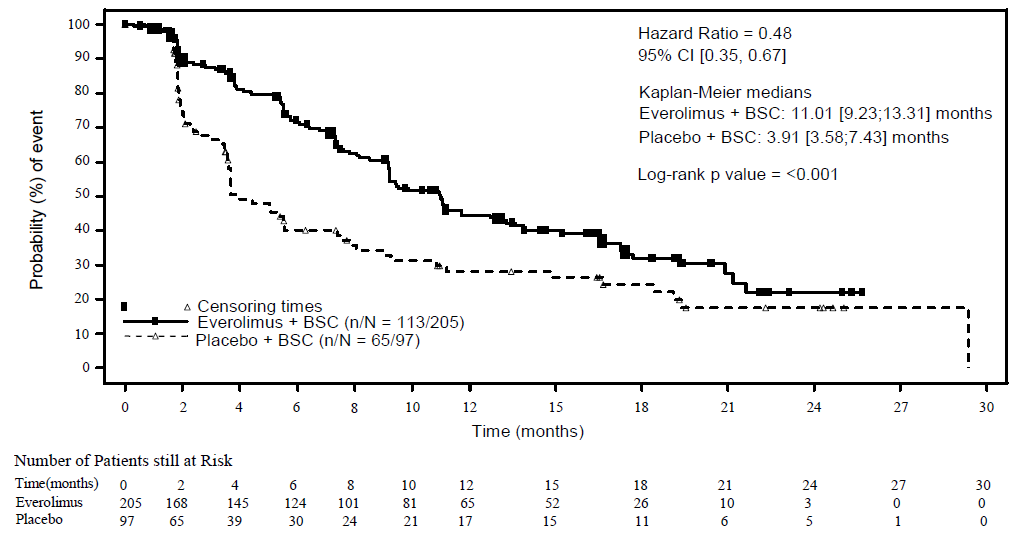 100
90
80
70
60
50
40
30
20
10
0
Probability (%) of event
Hazard Ratio = 0.48
95% CI [0.35, 0.67]
Kaplan-Meier medians
Everolimus + BSC: 11.01 [9.23;13.31] months
Placebo + BSC: 3.91 [3.58;7.43] months
Log-rank p value = <0.001
Censoring times
Everolimus + BSC (n/N = 113/205)
Placebo + BSC (n/N = 65/97)
0 2 4 6 8 10 12 15 18 21 24 27 30
Time (months)
Number of Patients still at Risk
Time(months) 0 2 4 6 8 10 12 15 18 21 24 27 30
Everolimus 205 168 145 124 101 81 65 52 26 10 3 0 0
Placebo 97 65 39 30 24 21 17 15 11 6 5 1 0